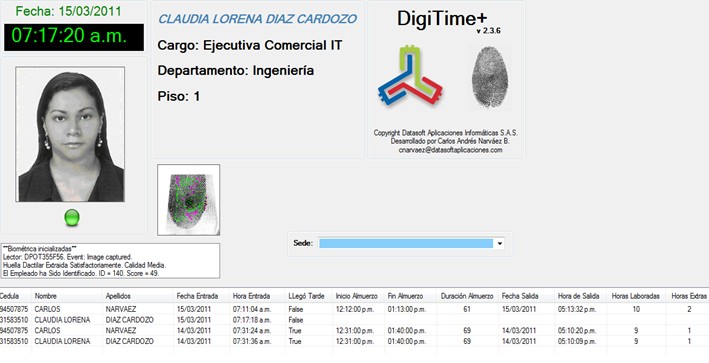 Fecha: 15/03/2011
07:17:20 a.m.
CLAUDIA LORENA DIAZ CARDOZO
Cargo: Ejecutiva Comercial IT
Departamento: Ingeniería
Piso: 1
DigiTime+
v 2.3.6
Copyright Datasoft Aplicaciones Informáticas S.A.S.
Desarrollado por Carlos Andrés Narváez B.
cnarvaez@datasoftaplicaciones.com
Sede:
**Biométrica inicializadas**
Lector: DPOT355F56. Event: Image captured.
Huella Dactilar Extraida Satisfactoriamente. Calidad Media.
El Empleado ha Sido Identificado. ID = 140. Score = 49.
Cedula Nombre Apellidos Fecha Entrada Hora Entrada LLegó Tarde Inicio Almuerzo Fin Almuerzo Duración Almuerzo Fecha Salida Hora de Salida Horas Laboradas Horas Extras
94507875 CARLOS NARVAEZ 15/03/2011 07:11:04 a.m. False 12:12:00 p.m. 01:13:00 p.m. 61 15/03/2011 05:13:32 p.m. 10 2
31583510 CLAUDIA LORENA DIAZ CARDOZO 15/03/2011 07:17:18 a.m. False
94507875 CARLOS NARVAEZ 14/03/2011 07:31:24 a.m. True 12:31:00 p.m. 01:40:00 p.m. 69 14/03/2011 05:10:20 p.m. 9 1
31583510 CLAUDIA LORENA DIAZ CARDOZO 14/03/2011 07:31:36 a.m. True 12:31:00 p.m. 01:40:00 p.m. 69 14/03/2011 05:10:09 p.m. 9 1